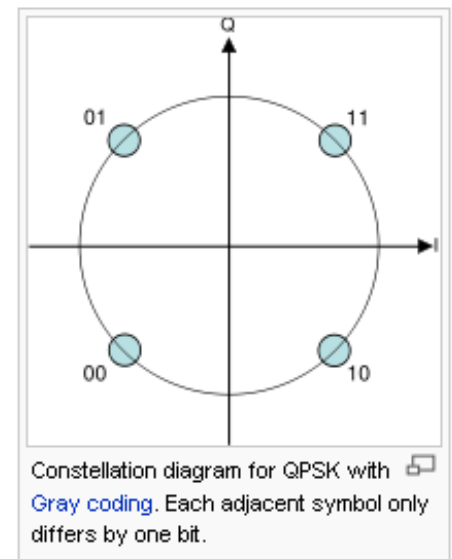 Q
01 11
I
00 10
Constellation diagram for QPSK with
Gray coding. Each adjacent symbol only
differs by one bit.